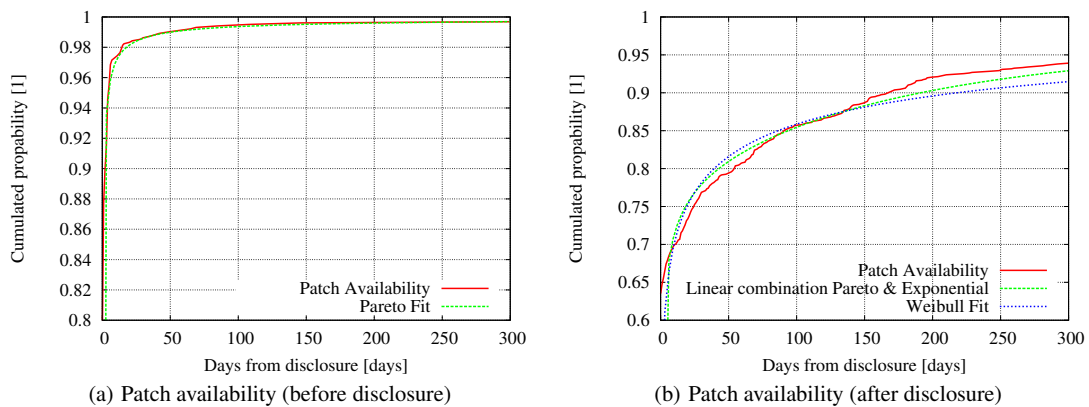 1
0.98
0.96
0.94
0.92
0.9
0.88
0.86
0.84
0.82
0.8
Cumulated propability [1]
Patch Availability
Pareto Fit
0 50 100 150 200 250 300
Days from disclosure [days]
(a) Patch availability (before disclosure)
0.95
0.9
0.85
0.8
0.75
0.7
0.65
0.6
Cumulated propability [1]
Patch Availability
Linear combination Pareto & Exponential
Weibull Fit
0 50 100 150 200 250 300
Days from disclosure [days]
(b) Patch availability (after disclosure)